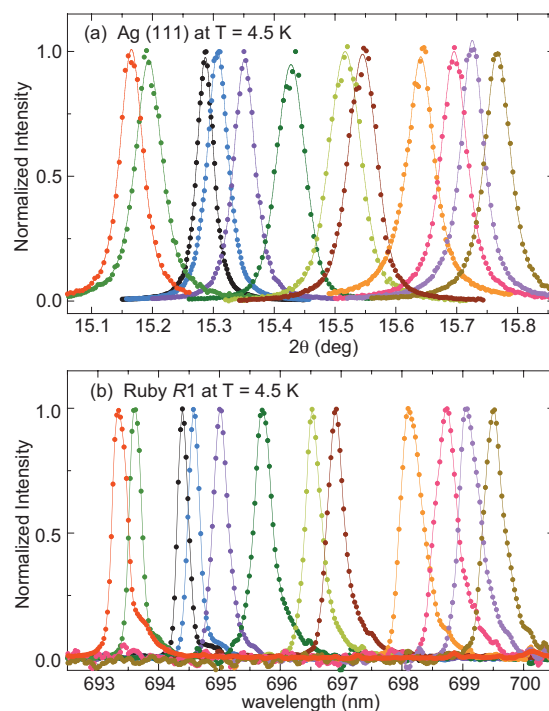 (a) Ag (111) at T = 4.5 K
1.0
0.5
0.0
Normalized Intensity
15.1 15.2 15.3 15.4 15.5 15.6 15.7 15.8
2θ (deg)
(b) Ruby R1 at T = 4.5 K
1.0
0.5
0.0
Normalized Intensity
693 694 695 696 697 698 699 700
wavelength (nm)